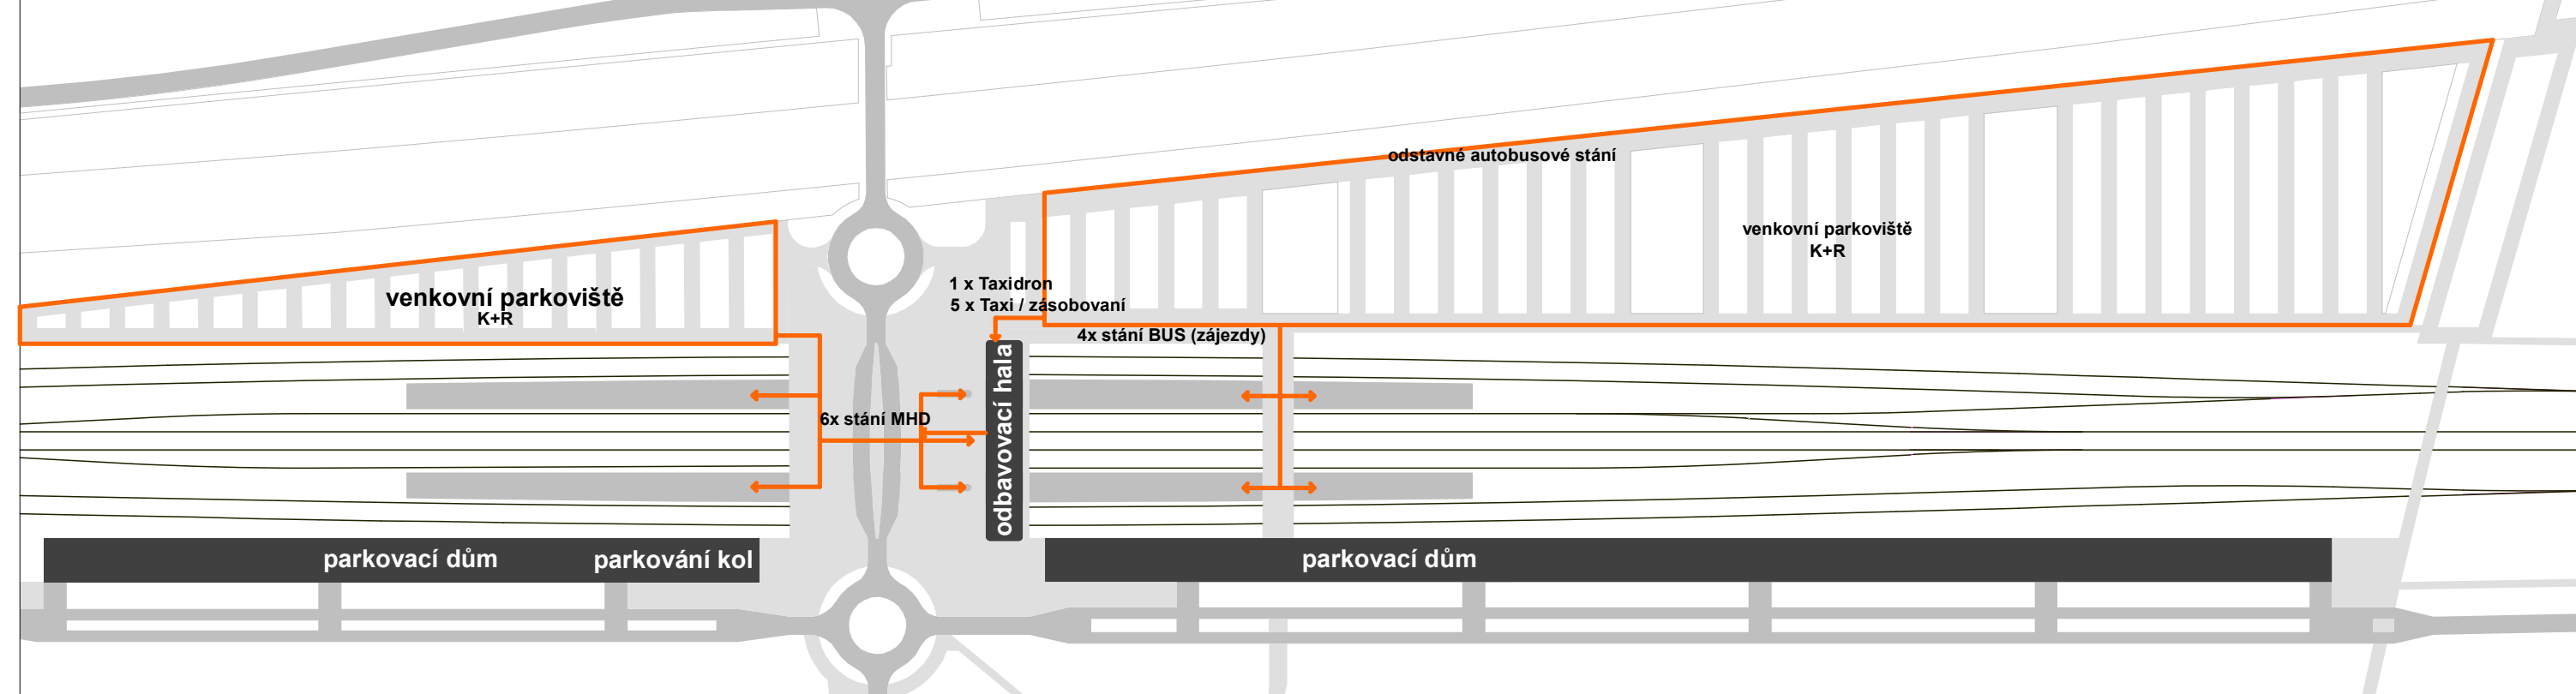 odstavné autobusové stání
venkovní parkoviště
K+R
1 x Taxidron
5 x Taxi / zásobovaní
venkovní parkoviště
K+R
4x stání BUS (zájezdy)
odbavovací hala
6x stání MHD
parkovací dům
parkování kol
parkovací dům